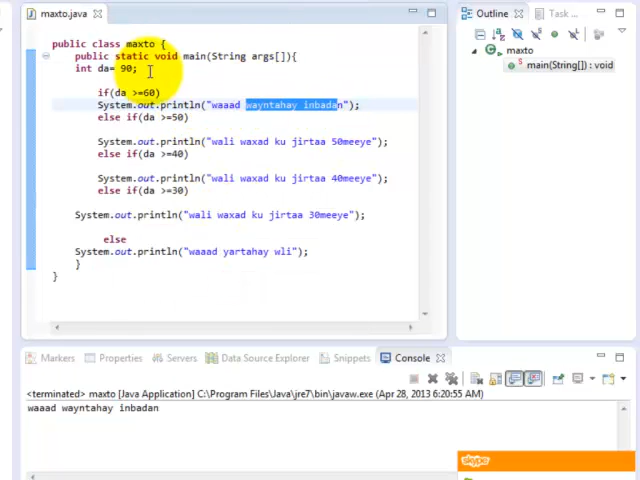 maxto.java
public class maxto {
public static void main(String args[]){
int da= 90;
if(da >=60)
System.out.println("waaad wayntahay inbadan");
else if(da >=50)
System.out.println("wali waxad ku jirtaa 50meeye");
else if(da >=40)
System.out.println("wali waxad ku jirtaa 40meeye");
else if(da >=30)
System.out.println("wali waxad ku jirtaa 30meeye");
else
System.out.println("waaad yartahay wli");
}
}
Outline
Task ...
maxto
main(String[]) : void
Markers
Properties
Servers
Data Source Explorer
Snippets
Console
<terminated> maxto [Java Application] C:\Program Files\Java\jre7\bin\javaw.exe (Apr 28, 2013 6:20:55 AM)
waaad wayntahay inbadan
skype